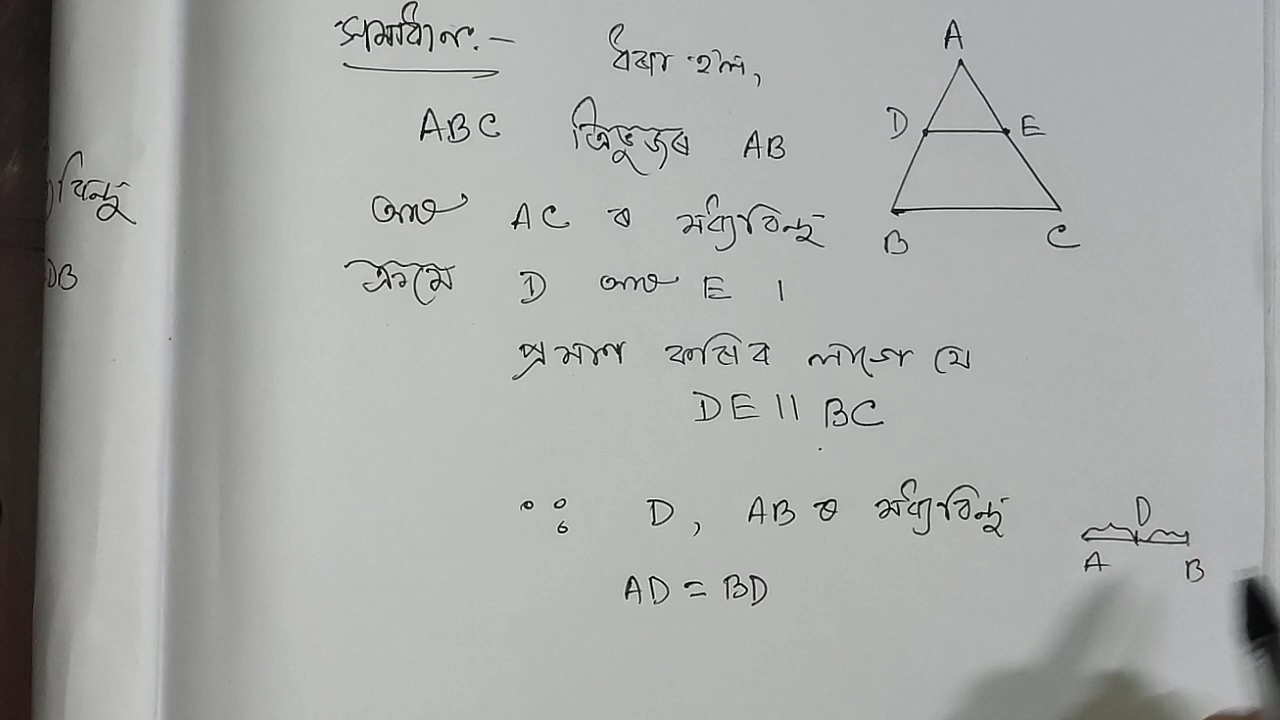 সমাধান :-
ধৰা হল,
ABC ত্ৰিভুজৰ AB
আৰু AC ৰ মধ্যবিন্দু
ক্ৰমে D আৰু E ।
প্ৰমাণ কৰিব লাগে যে
DE || BC
∵ D, AB ৰ মধ্যবিন্দু
AD = BD
A
D
E
B
C
D
A
B
বিন্দু
DB